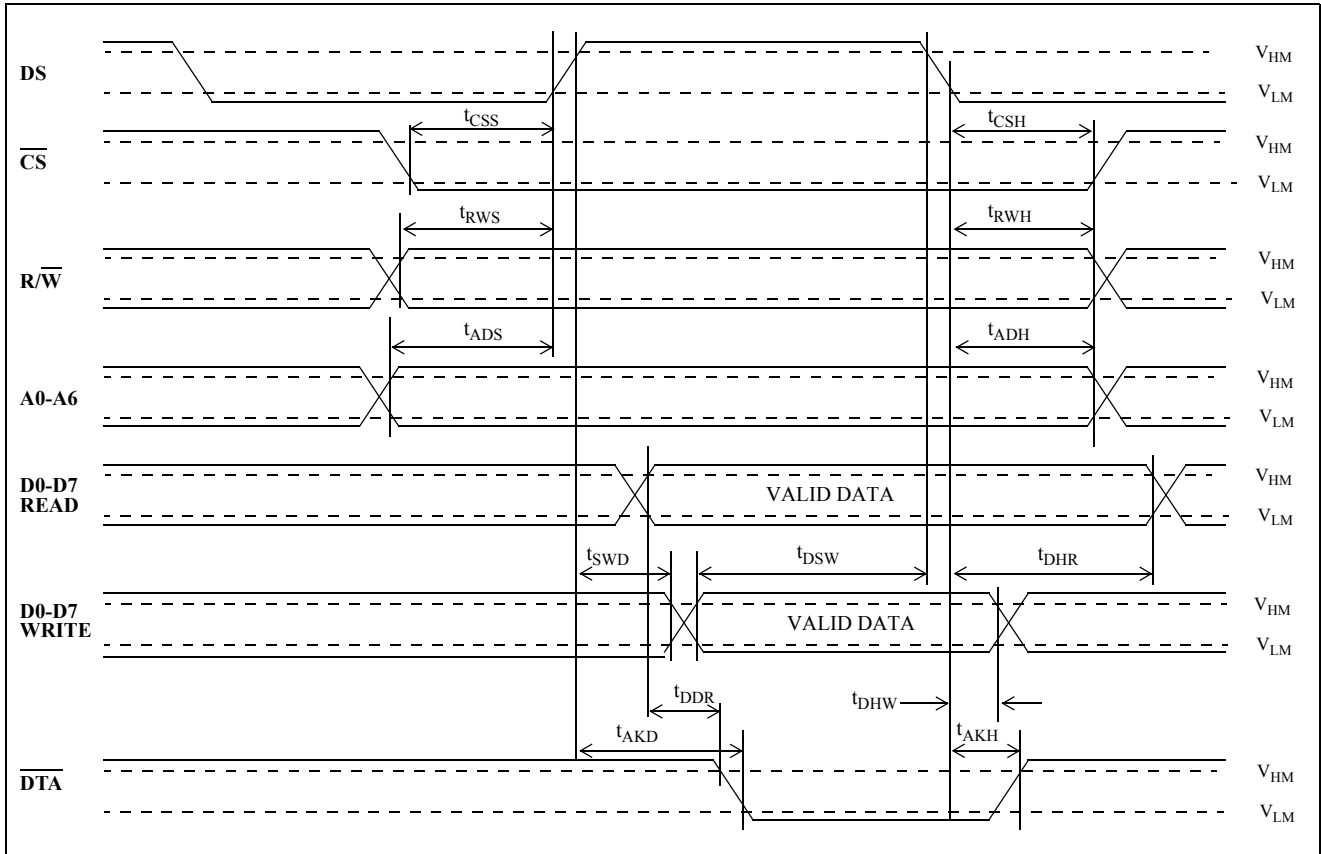 DS
V_HM
V_LM
t_CSS
t_CSH
C̅S̅
V_HM
V_LM
t_RWS
t_RWH
R/W̅
V_HM
V_LM
t_ADS
t_ADH
A0-A6
V_HM
V_LM
D0-D7
READ
VALID DATA
V_HM
V_LM
t_SWD
t_DSW
t_DHR
D0-D7
WRITE
VALID DATA
V_HM
V_LM
t_DDR
t_DHW
t_AKD
t_AKH
D̅T̅A̅
V_HM
V_LM